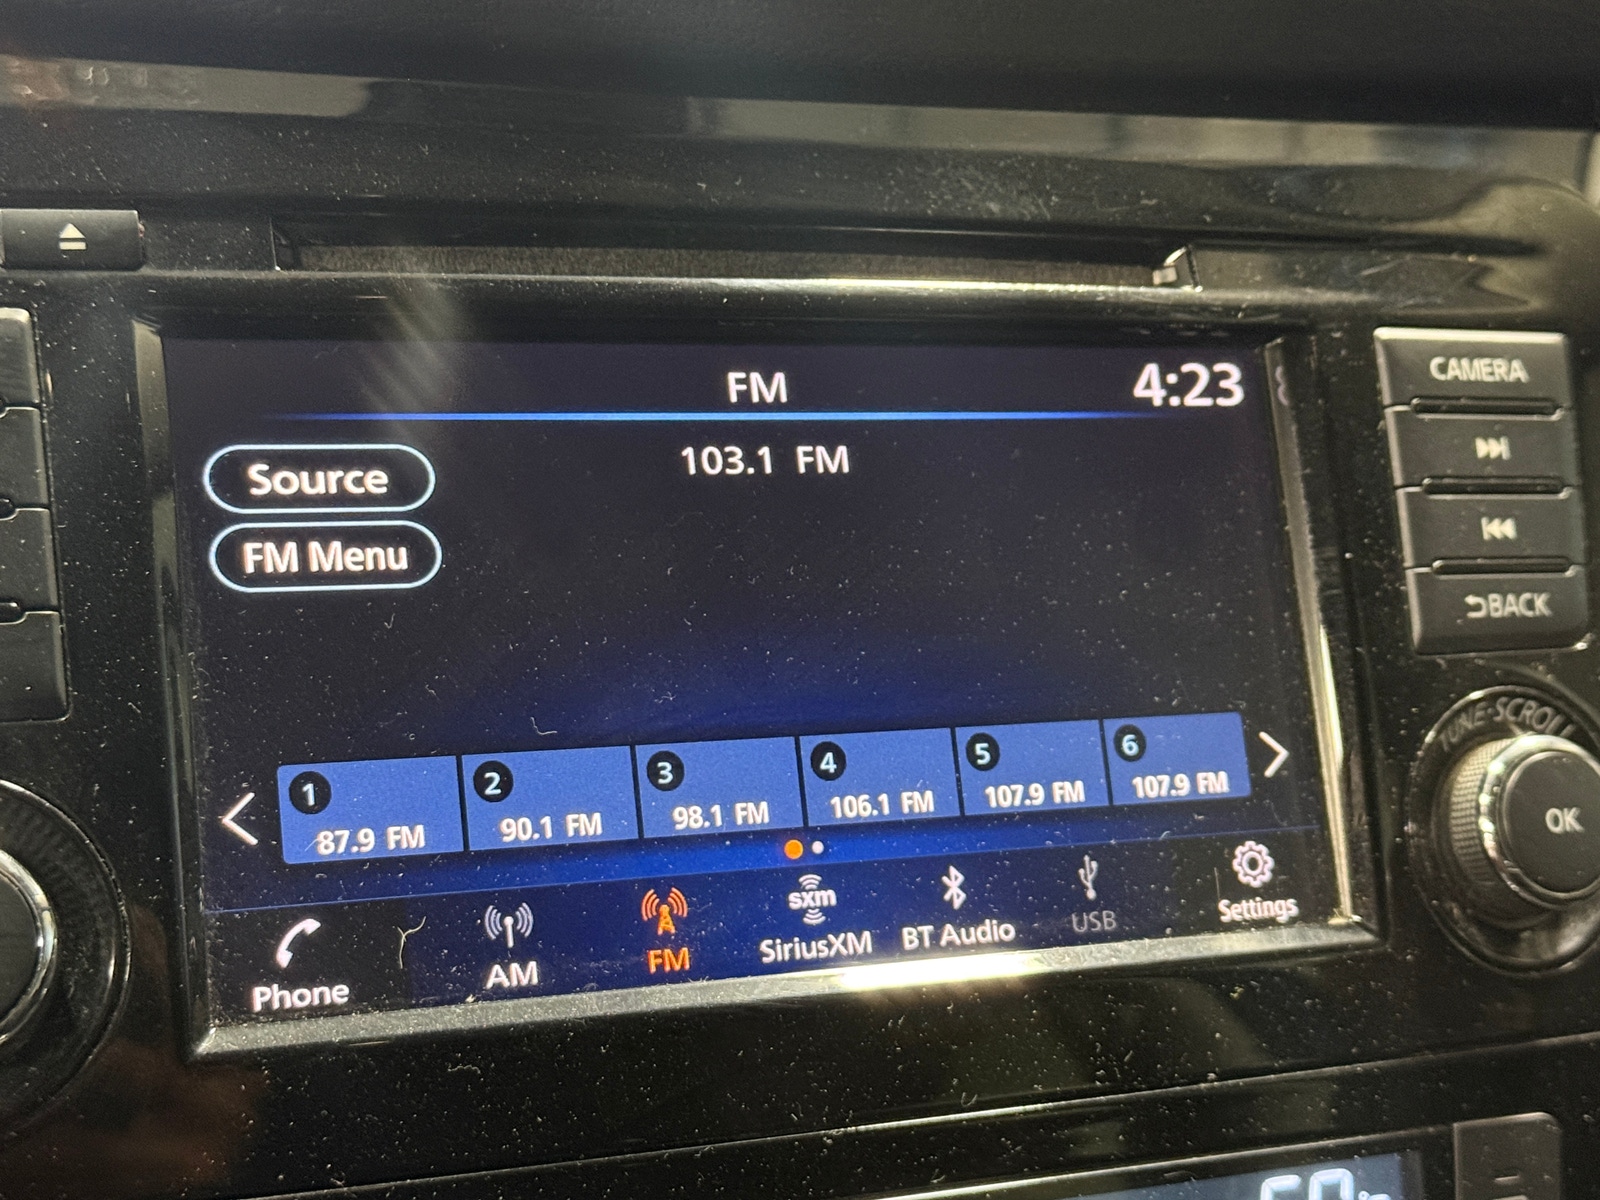 FM
4:23
103.1 FM
Source
FM Menu
1
87.9 FM
2
90.1 FM
3
98.1 FM
4
106.1 FM
5
107.9 FM
6
107.9 FM
Phone
AM
FM
sxm
SiriusXM
BT Audio
USB
Settings
CAMERA
BACK
TUNE·SCROLL
OK